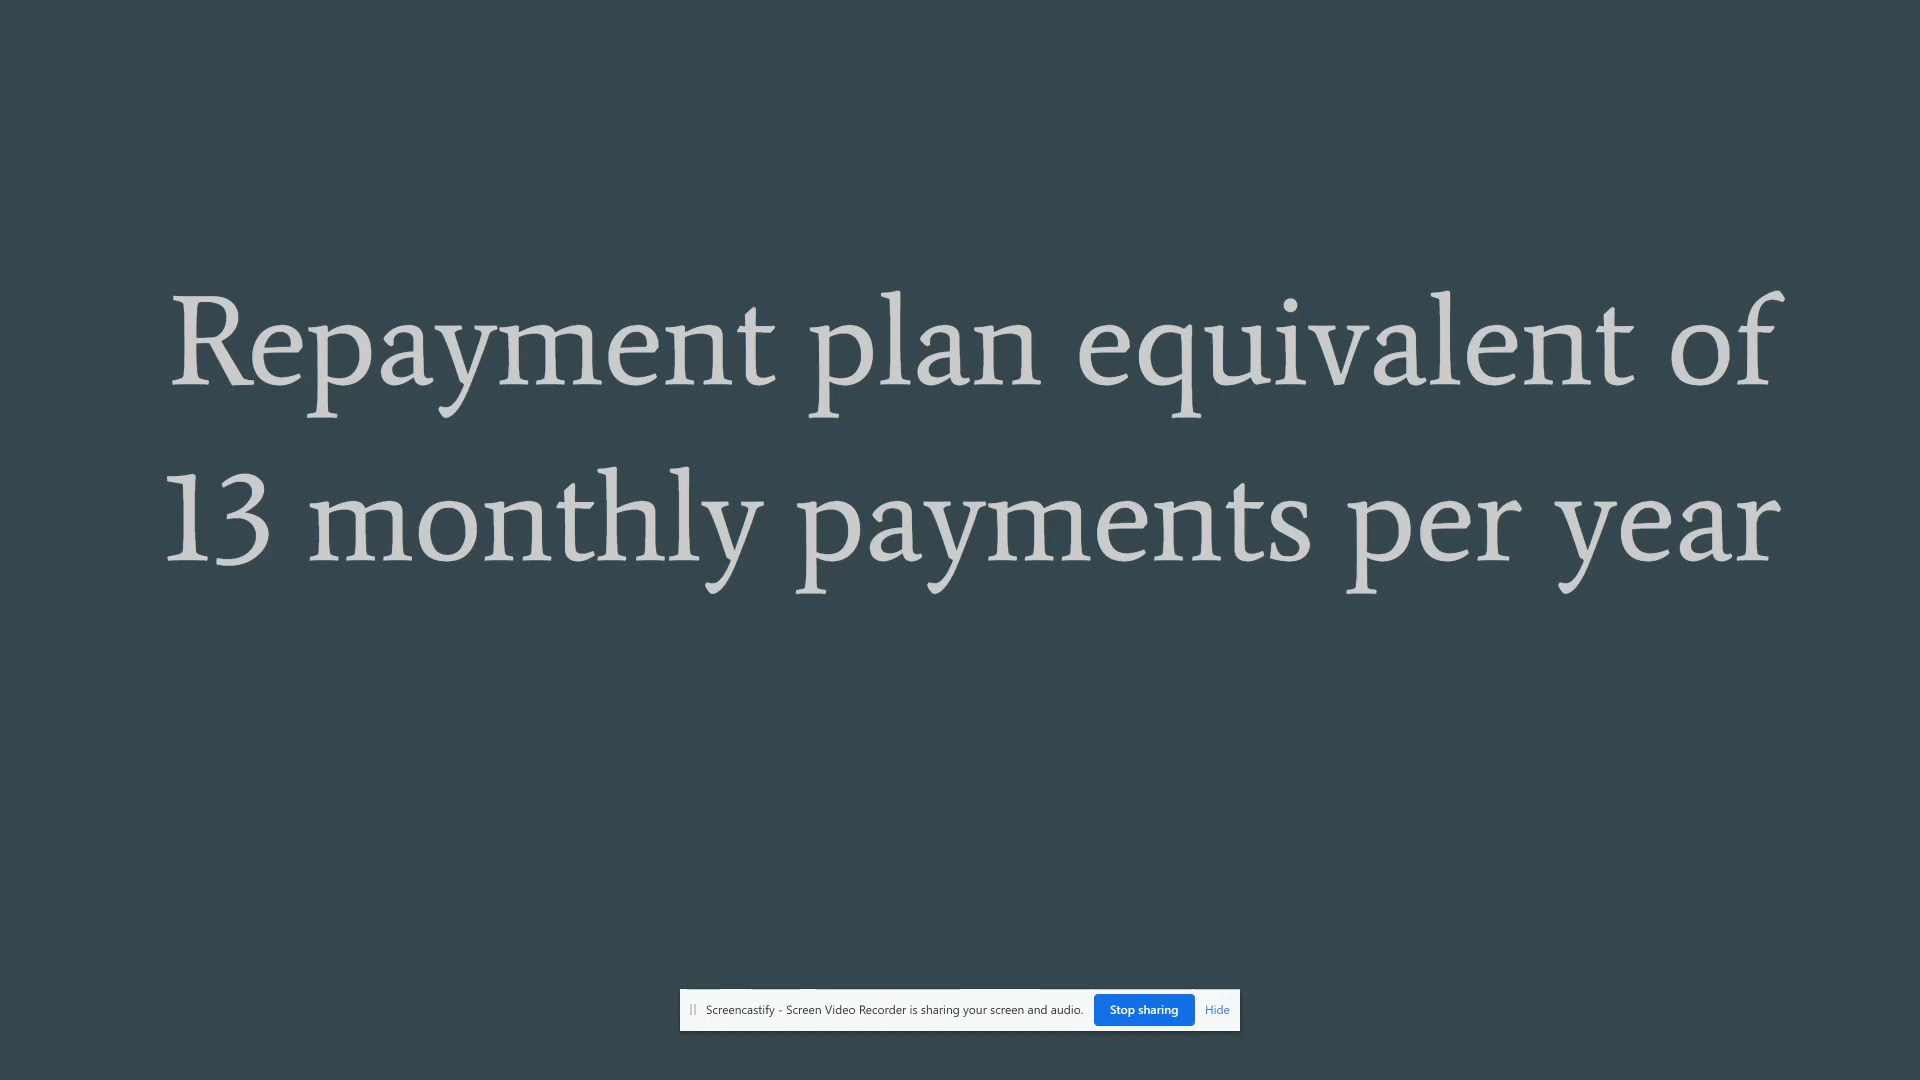 Repayment plan equivalent of
13 monthly payments per year
Screencastify - Screen Video Recorder is sharing your screen and audio. Stop sharing Hide